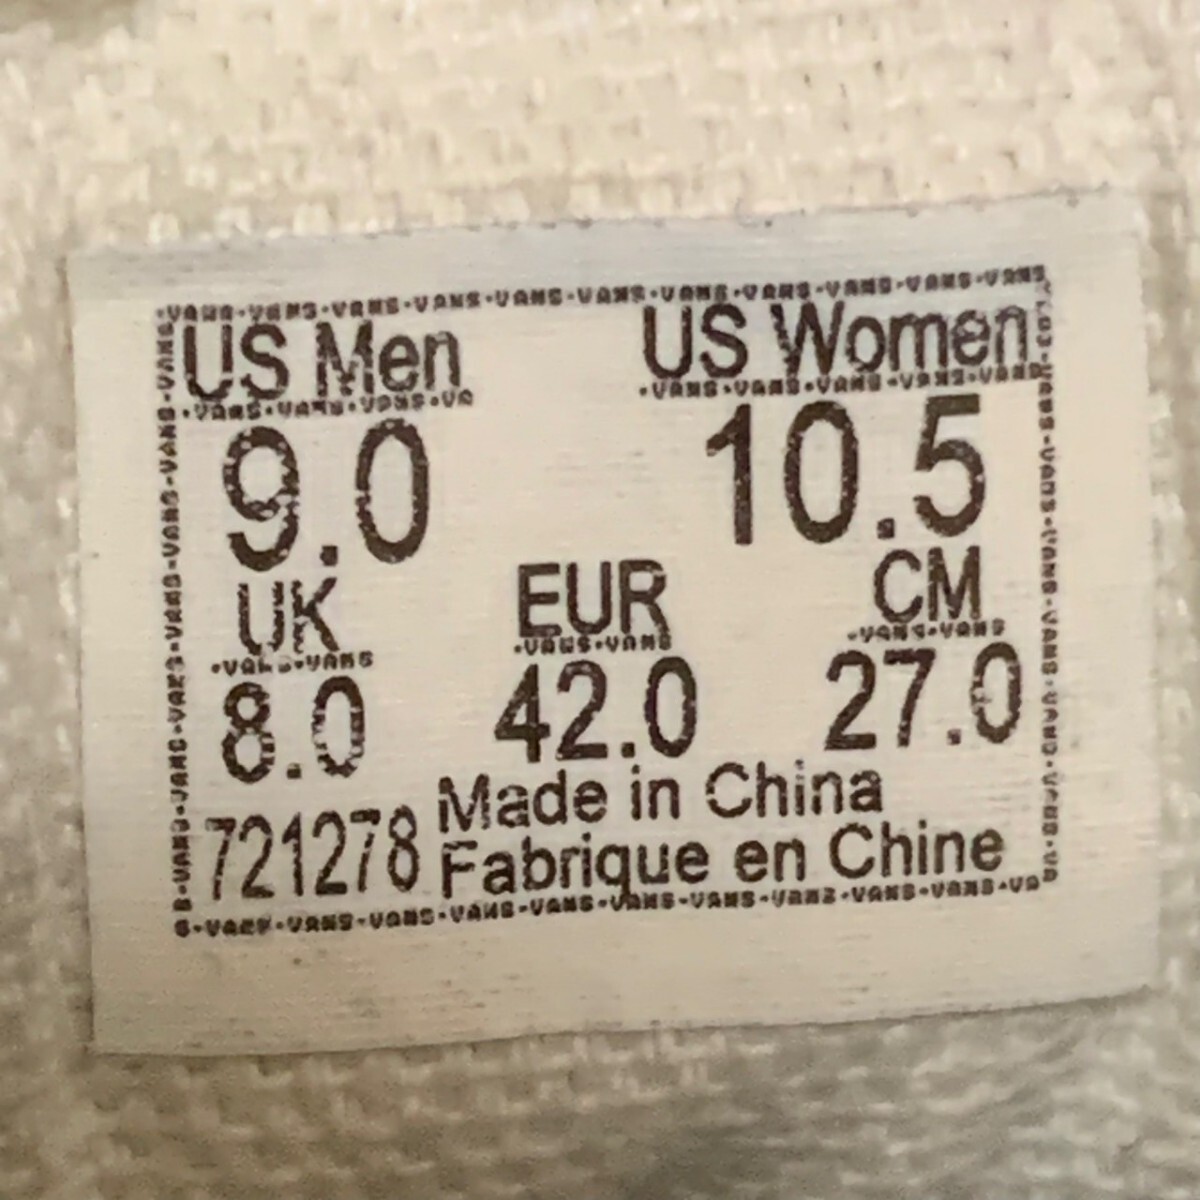 US Men US Women
9.0 10.5
UK EUR CM
8.0 42.0 27.0
721278 Made in China
Fabrique en Chine